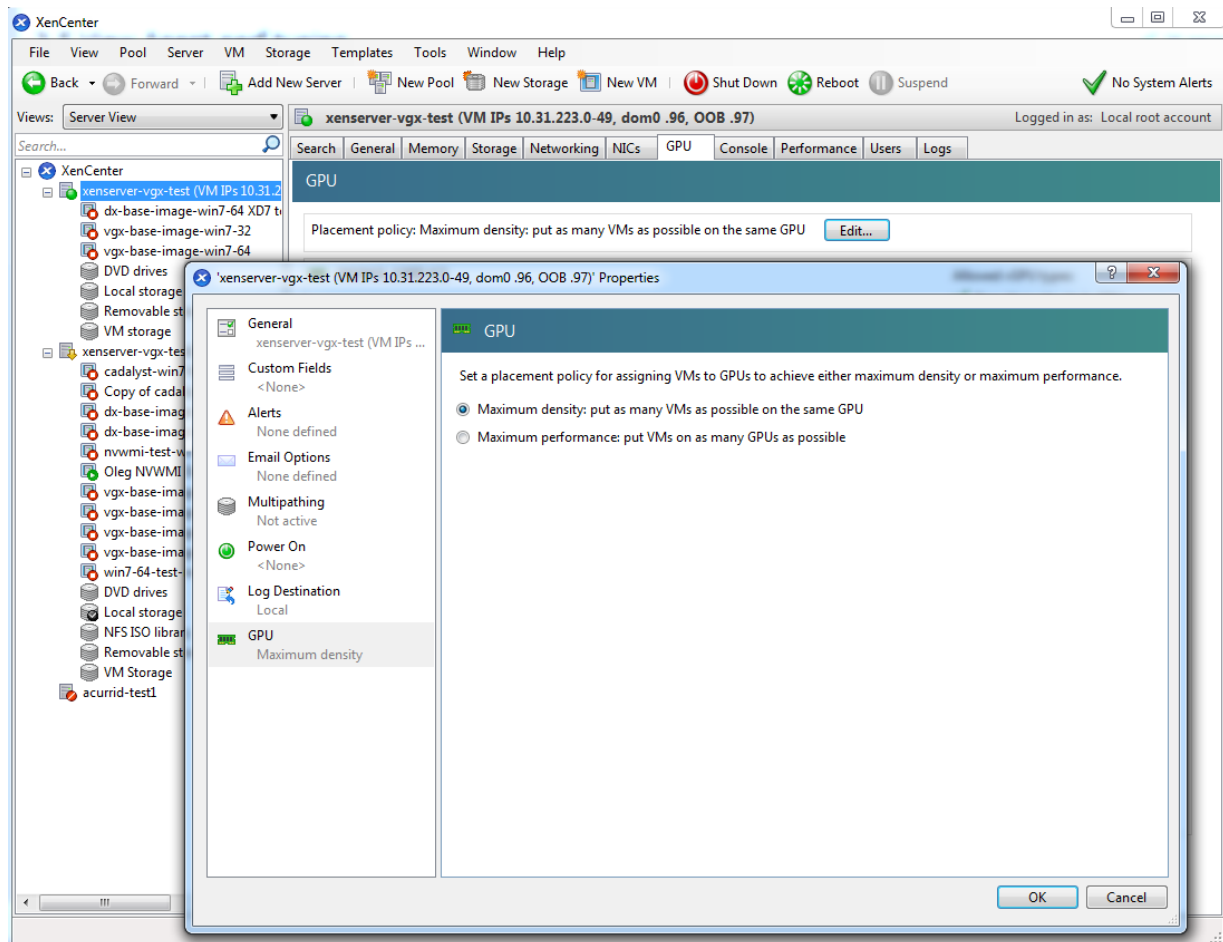 XenCenter
File View Pool Server VM Storage Templates Tools Window Help
Back Forward Add New Server New Pool New Storage New VM Shut Down Reboot Suspend No System Alerts
Views: Server View
xenserver-vgx-test (VM IPs 10.31.223.0-49, dom0 .96, OOB .97) Logged in as: Local root account
Search...
Search General Memory Storage Networking NICs GPU Console Performance Users Logs
XenCenter
xenserver-vgx-test (VM IPs 10.31.2
dx-base-image-win7-64 XD7 t
vgx-base-image-win7-32
vgx-base-image-win7-64
DVD drives
Local storage
Removable st
VM storage
xenserver-vgx-tes
cadalyst-win7
Copy of cadal
dx-base-imag
dx-base-imag
nvwmi-test-w
Oleg NVWMI
vgx-base-ima
vgx-base-ima
vgx-base-ima
vgx-base-ima
win7-64-test-
DVD drives
Local storage
NFS ISO librar
Removable st
VM Storage
acurrid-test1
GPU
Placement policy: Maximum density: put as many VMs as possible on the same GPU Edit...
'xenserver-vgx-test (VM IPs 10.31.223.0-49, dom0 .96, OOB .97)' Properties
General
xenserver-vgx-test (VM IPs ...
Custom Fields
<None>
Alerts
None defined
Email Options
None defined
Multipathing
Not active
Power On
<None>
Log Destination
Local
GPU
Maximum density
GPU
Set a placement policy for assigning VMs to GPUs to achieve either maximum density or maximum performance.
Maximum density: put as many VMs as possible on the same GPU
Maximum performance: put VMs on as many GPUs as possible
OK Cancel